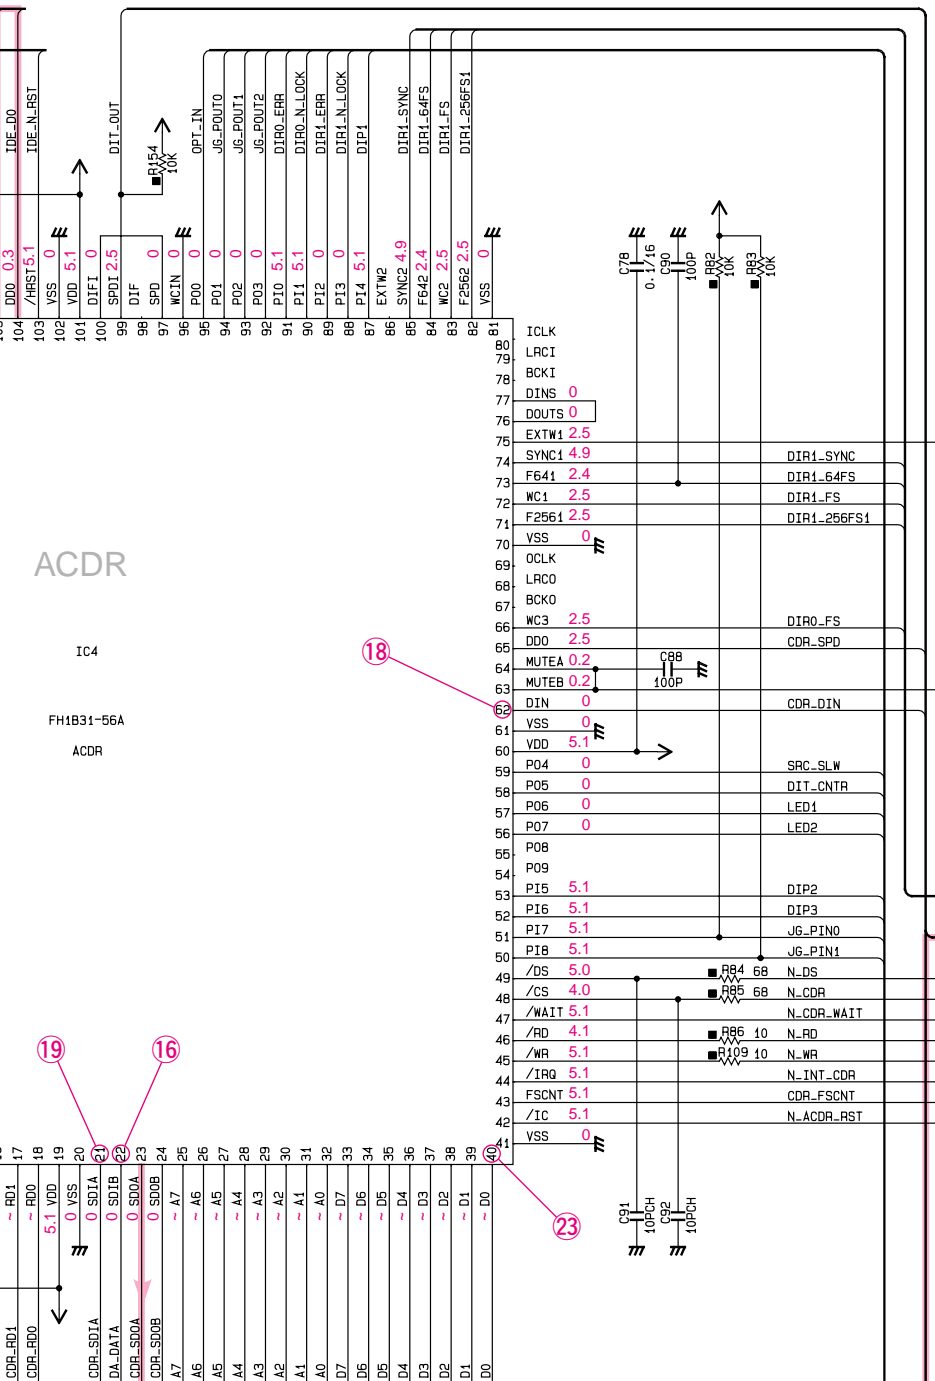 IDE_DO
IDE_N_RST
DIT_OUT
R154
10K
OPT_IN
JG_POUT0
JG_POUT1
JG_POUT2
DIR0_ERR
DIR0_N_LOCK
DIR1_ERR
DIR1_N_LOCK
DIP1
DIR1_SYNC
DIR1_64FS
DIR1_FS
DIR1_256FS1
DDO 0.3
/HRST 5.1
VSS 0
VDD 5.1
DIFI 0
SPDI 2.5
DIF
SPD 0
WCIN 0
PO0 0
PO1 0
PO2 0
PO3 0
PI0 5.1
PI1 5.1
PI2 0
PI3 0
PI4 5.1
EXTW2
SYNC2 4.9
F642 2.4
WC2 2.5
F2562 2.5
VSS 0
104
103
102
101
100
99
98
97
96
95
94
93
92
91
90
89
88
87
86
85
84
83
82
81
C78
0.1/16
C90
100P
R82
10K
R83
10K
80 ICLK
79 LRCI
78 BCKI
77 DINS 0
76 DOUTS 0
75 EXTW1 2.5
74 SYNC1 4.9 DIR1_SYNC
73 F641 2.4 DIR1_64FS
72 WC1 2.5 DIR1_FS
71 F2561 2.5 DIR1_256FS1
70 VSS 0
69 OCLK
68 LRCO
67 BCKO
66 WC3 2.5 DIR0_FS
65 DDO 2.5 CDR_SPD
64 MUTEA 0.2
C88
100P
63 MUTEB 0.2
62 DIN 0 CDR_DIN
61 VSS 0
60 VDD 5.1
59 PO4 0 SRC_SLW
58 PO5 0 DIT_CNTR
57 PO6 0 LED1
56 PO7 0 LED2
55 PO8
54 PO9
53 PI5 5.1 DIP2
52 PI6 5.1 DIP3
51 PI7 5.1 JG_PIN0
50 PI8 5.1 JG_PIN1
49 /DS 5.0 R84 68 N_DS
48 /CS 4.0 R85 68 N_CDR
47 /WAIT 5.1 N_CDR_WAIT
46 /RD 4.1 R86 10 N_RD
45 /WR 5.1 R109 10 N_WR
44 /IRQ 5.1 N_INT_CDR
43 FSCNT 5.1 CDR_FSCNT
42 /IC 5.1 N_ACDR_RST
41 VSS 0
ACDR
IC4
FH1B31-56A
ACDR
18
19
16
23
C91
10PCH
C92
10PCH
17
18
19
20
21
22
23
24
25
26
27
28
29
30
31
32
33
34
35
36
37
38
39
40
~ RD1
~ RD0
5.1 VDD
0 VSS
0 SDIA
0 SDIB
0 SDOA
0 SDOB
~ A7
~ A6
~ A5
~ A4
~ A3
~ A2
~ A1
~ A0
~ D7
~ D6
~ D5
~ D4
~ D3
~ D2
~ D1
~ D0
CDR_RD1
CDR_RD0
CDR_SDIA
DA_DATA
CDR_SDOA
CDR_SDOB
A7
A6
A5
A4
A3
A2
A1
A0
D7
D6
D5
D4
D3
D2
D1
D0